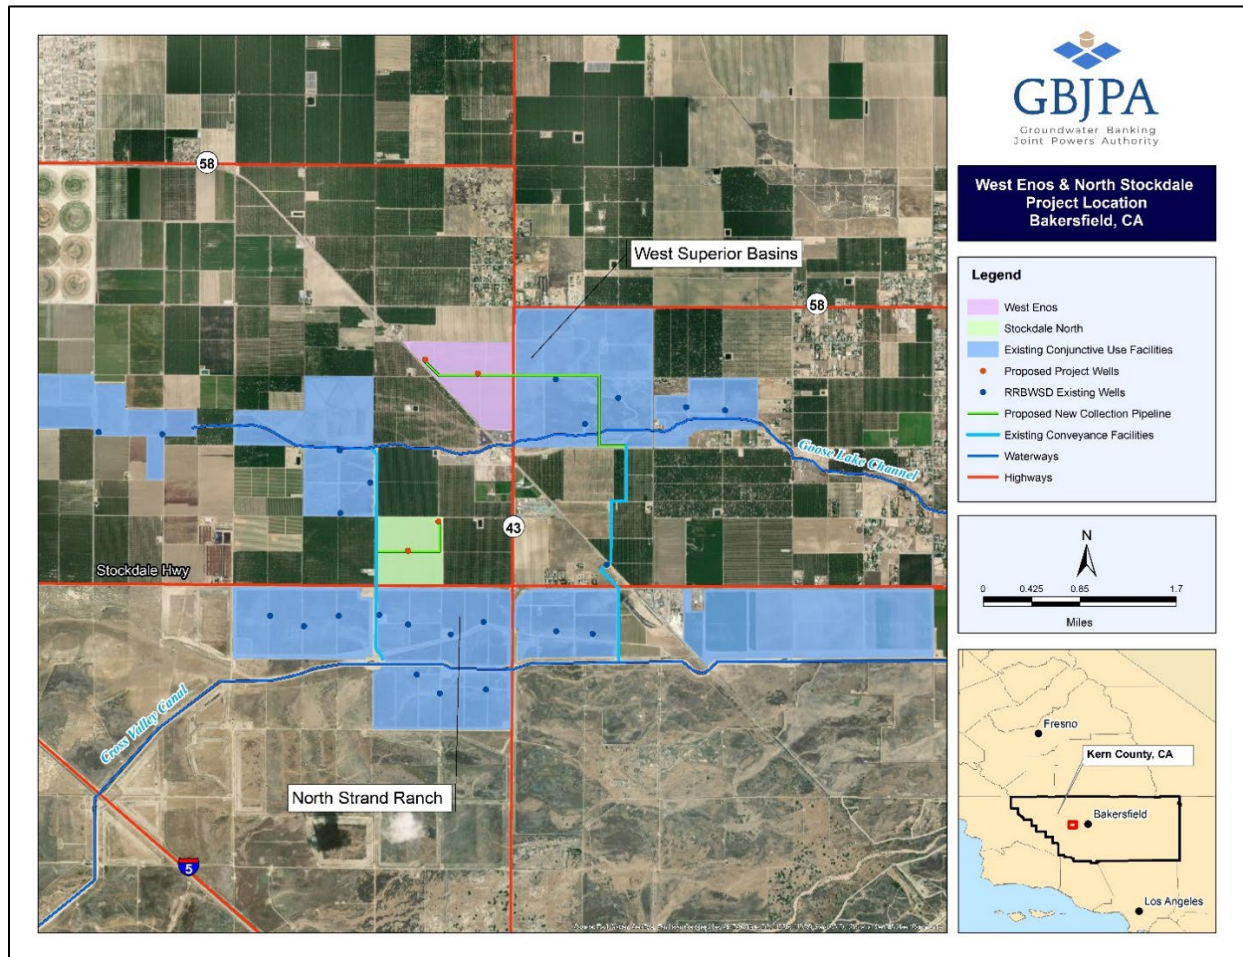 58
West Superior Basins
58
Goose Lake Channel
43
Stockdale Hwy
Cross Valley Canal
North Strand Ranch
5
GBJPA
Groundwater Banking
Joint Powers Authority
West Enos & North Stockdale
Project Location
Bakersfield, CA
Legend
West Enos
Stockdale North
Existing Conjunctive Use Facilities
Proposed Project Wells
RRBWSD Existing Wells
Proposed New Collection Pipeline
Existing Conveyance Facilities
Waterways
Highways
N
0 0.425 0.85 1.7
Miles
Fresno
Kern County, CA
Bakersfield
Los Angeles